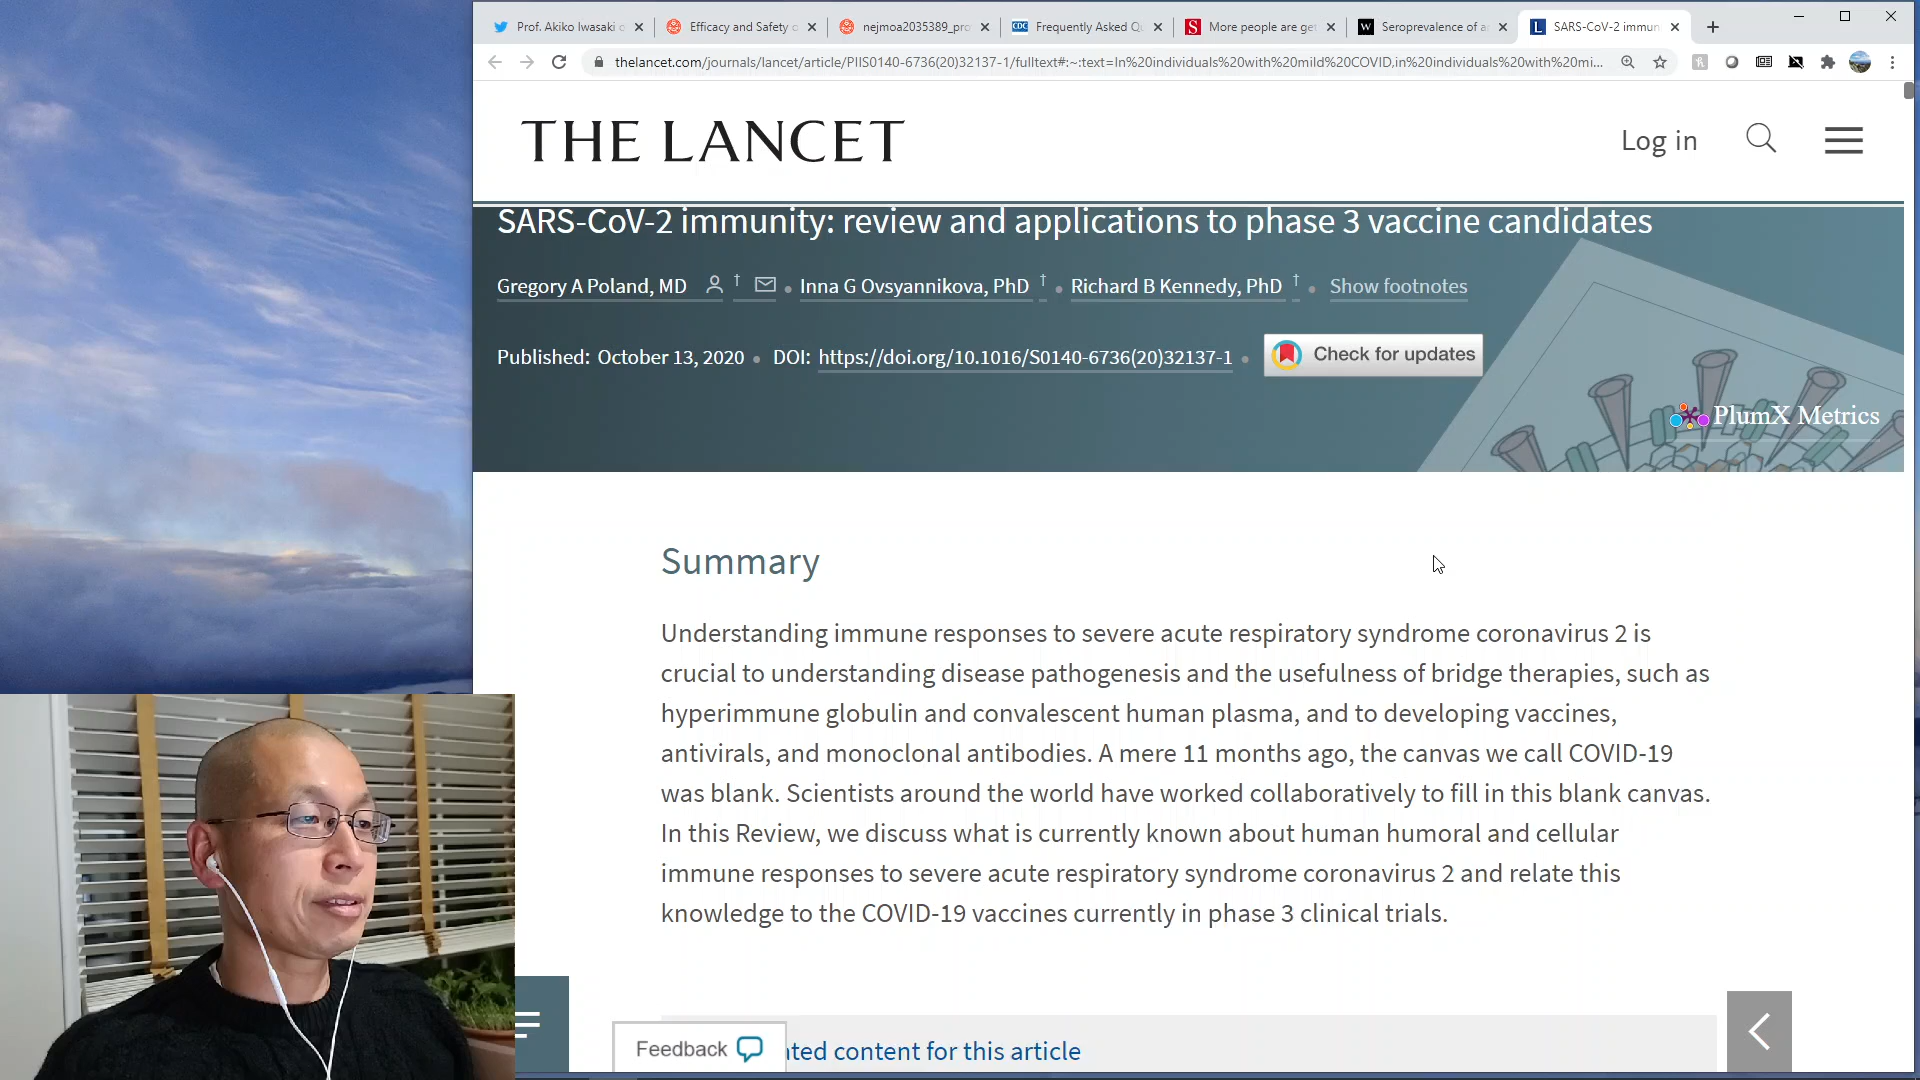 Prof. Akiko Iwasaki
Efficacy and Safety
nejmoa2035389_pro
Frequently Asked Qu
More people are get
Seroprevalence of a
SARS-CoV-2 immun
thelancet.com/journals/lancet/article/PIIS0140-6736(20)32137-1/fulltext#:~:text=In%20individuals%20with%20mild%20COVID,in%20individuals%20with%20mi...
THE LANCET
Log in
SARS-CoV-2 immunity: review and applications to phase 3 vaccine candidates
Gregory A Poland, MD † • Inna G Ovsyannikova, PhD † • Richard B Kennedy, PhD † • Show footnotes
Published: October 13, 2020 • DOI: https://doi.org/10.1016/S0140-6736(20)32137-1 • Check for updates
PlumX Metrics
Summary
Understanding immune responses to severe acute respiratory syndrome coronavirus 2 is
crucial to understanding disease pathogenesis and the usefulness of bridge therapies, such as
hyperimmune globulin and convalescent human plasma, and to developing vaccines,
antivirals, and monoclonal antibodies. A mere 11 months ago, the canvas we call COVID-19
was blank. Scientists around the world have worked collaboratively to fill in this blank canvas.
In this Review, we discuss what is currently known about human humoral and cellular
immune responses to severe acute respiratory syndrome coronavirus 2 and relate this
knowledge to the COVID-19 vaccines currently in phase 3 clinical trials.
Feedback
ated content for this article